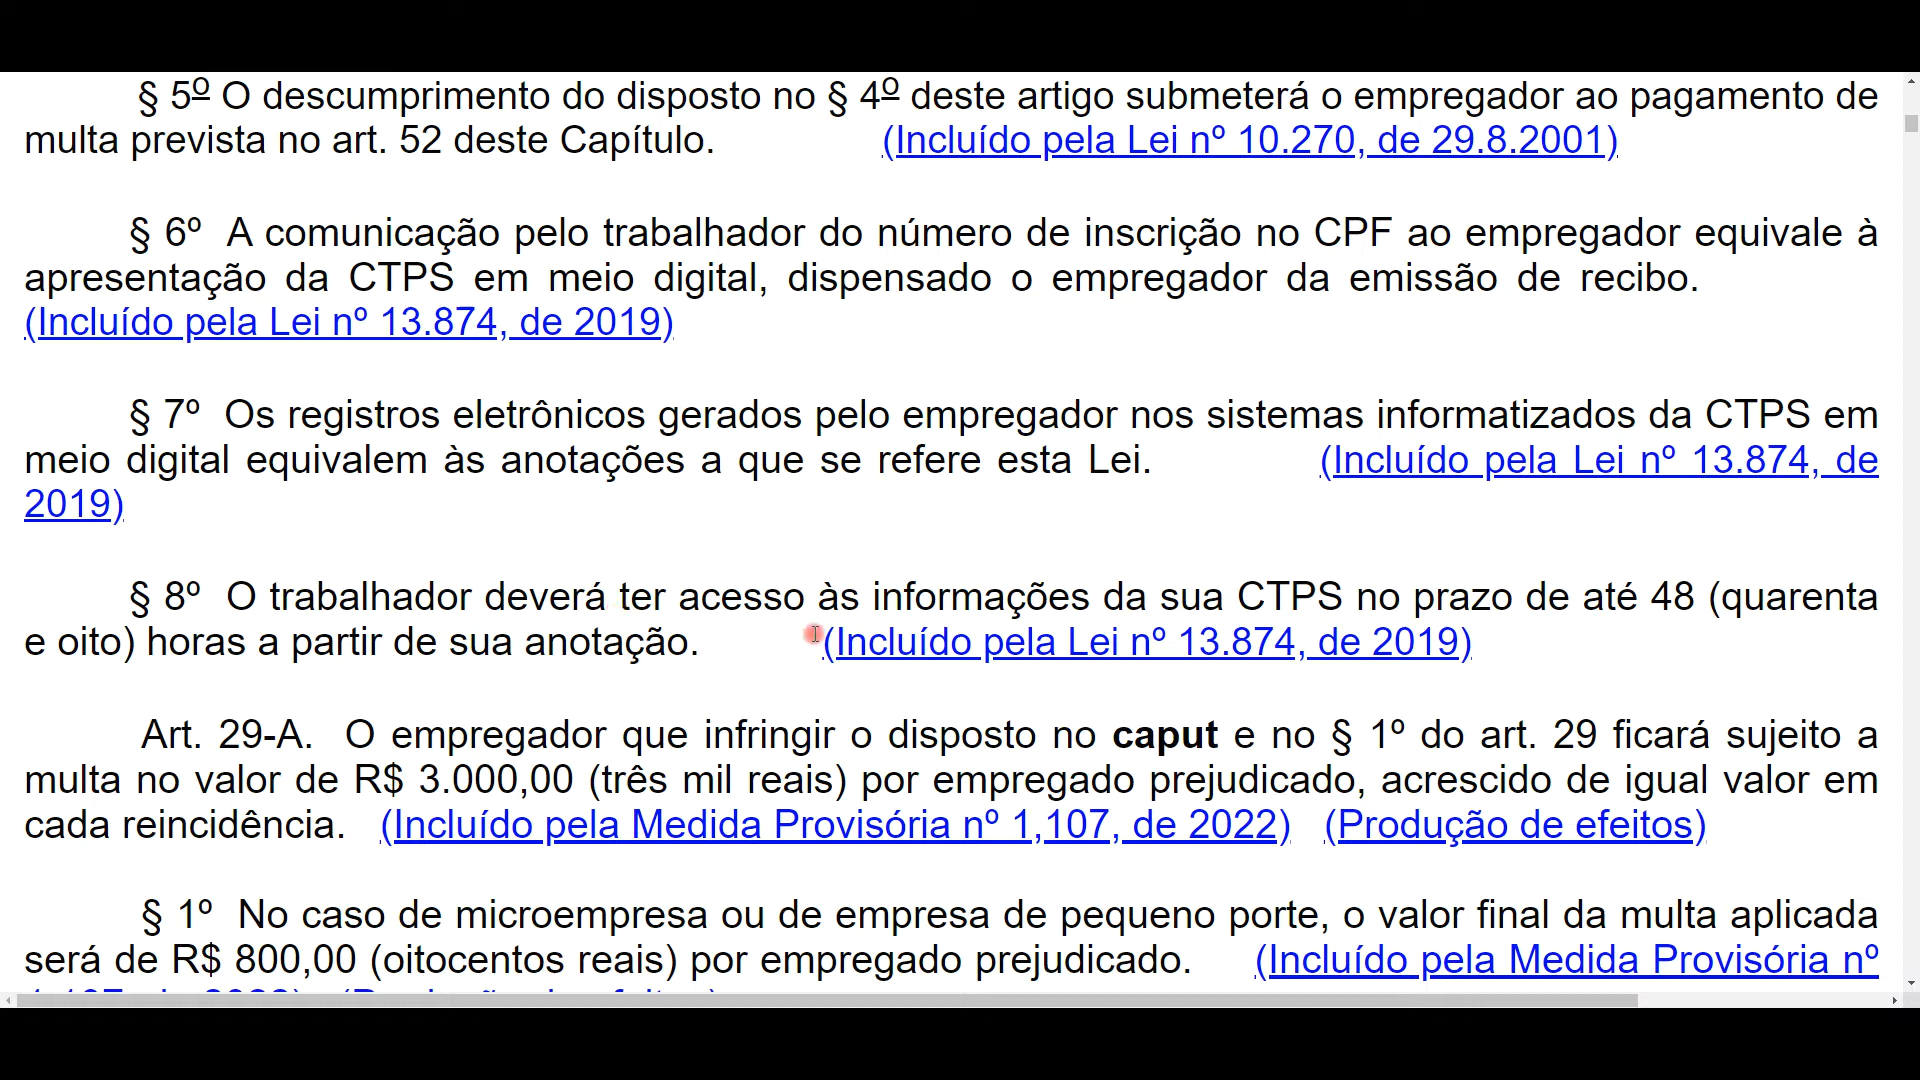 § 5º O descumprimento do disposto no § 4º deste artigo submeterá o empregador ao pagamento de
multa prevista no art. 52 deste Capítulo. (Incluído pela Lei nº 10.270, de 29.8.2001)
§ 6º A comunicação pelo trabalhador do número de inscrição no CPF ao empregador equivale à
apresentação da CTPS em meio digital, dispensado o empregador da emissão de recibo.
(Incluído pela Lei nº 13.874, de 2019)
§ 7º Os registros eletrônicos gerados pelo empregador nos sistemas informatizados da CTPS em
meio digital equivalem às anotações a que se refere esta Lei. (Incluído pela Lei nº 13.874, de
2019)
§ 8º O trabalhador deverá ter acesso às informações da sua CTPS no prazo de até 48 (quarenta
e oito) horas a partir de sua anotação. (Incluído pela Lei nº 13.874, de 2019)
Art. 29-A. O empregador que infringir o disposto no caput e no § 1º do art. 29 ficará sujeito a
multa no valor de R$ 3.000,00 (três mil reais) por empregado prejudicado, acrescido de igual valor em
cada reincidência. (Incluído pela Medida Provisória nº 1,107, de 2022) (Produção de efeitos)
§ 1º No caso de microempresa ou de empresa de pequeno porte, o valor final da multa aplicada
será de R$ 800,00 (oitocentos reais) por empregado prejudicado. (Incluído pela Medida Provisória nº